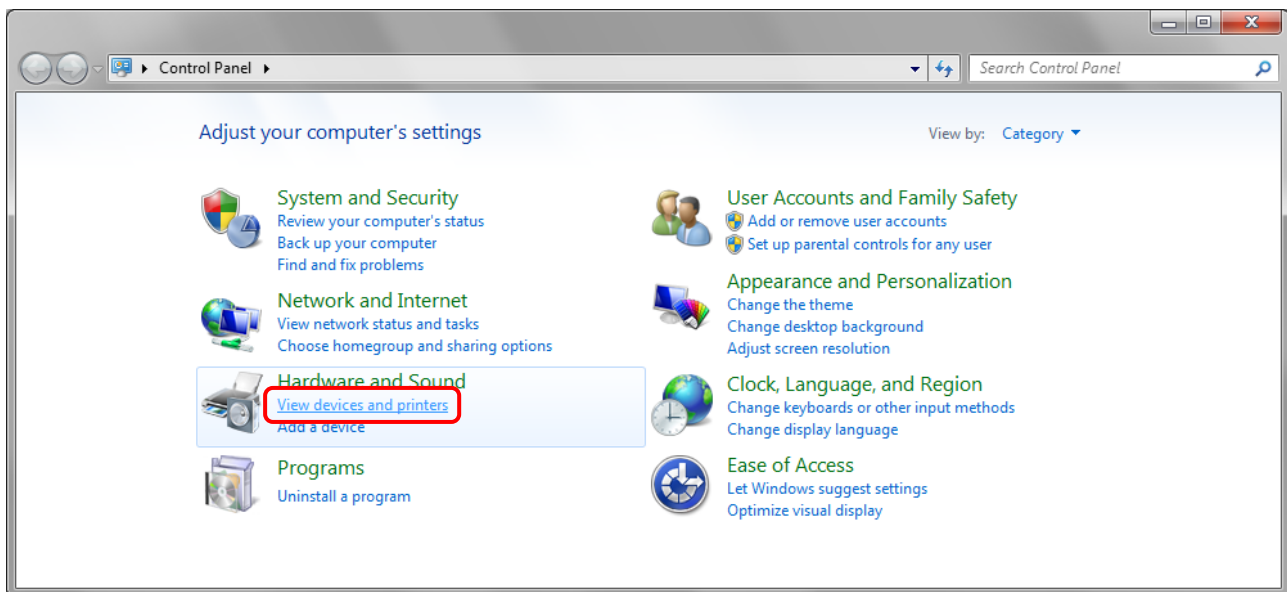 Control Panel
Search Control Panel
Adjust your computer's settings
View by: Category
System and Security
Review your computer's status
Back up your computer
Find and fix problems
Network and Internet
View network status and tasks
Choose homegroup and sharing options
Hardware and Sound
View devices and printers
Add a device
Programs
Uninstall a program
User Accounts and Family Safety
Add or remove user accounts
Set up parental controls for any user
Appearance and Personalization
Change the theme
Change desktop background
Adjust screen resolution
Clock, Language, and Region
Change keyboards or other input methods
Change display language
Ease of Access
Let Windows suggest settings
Optimize visual display